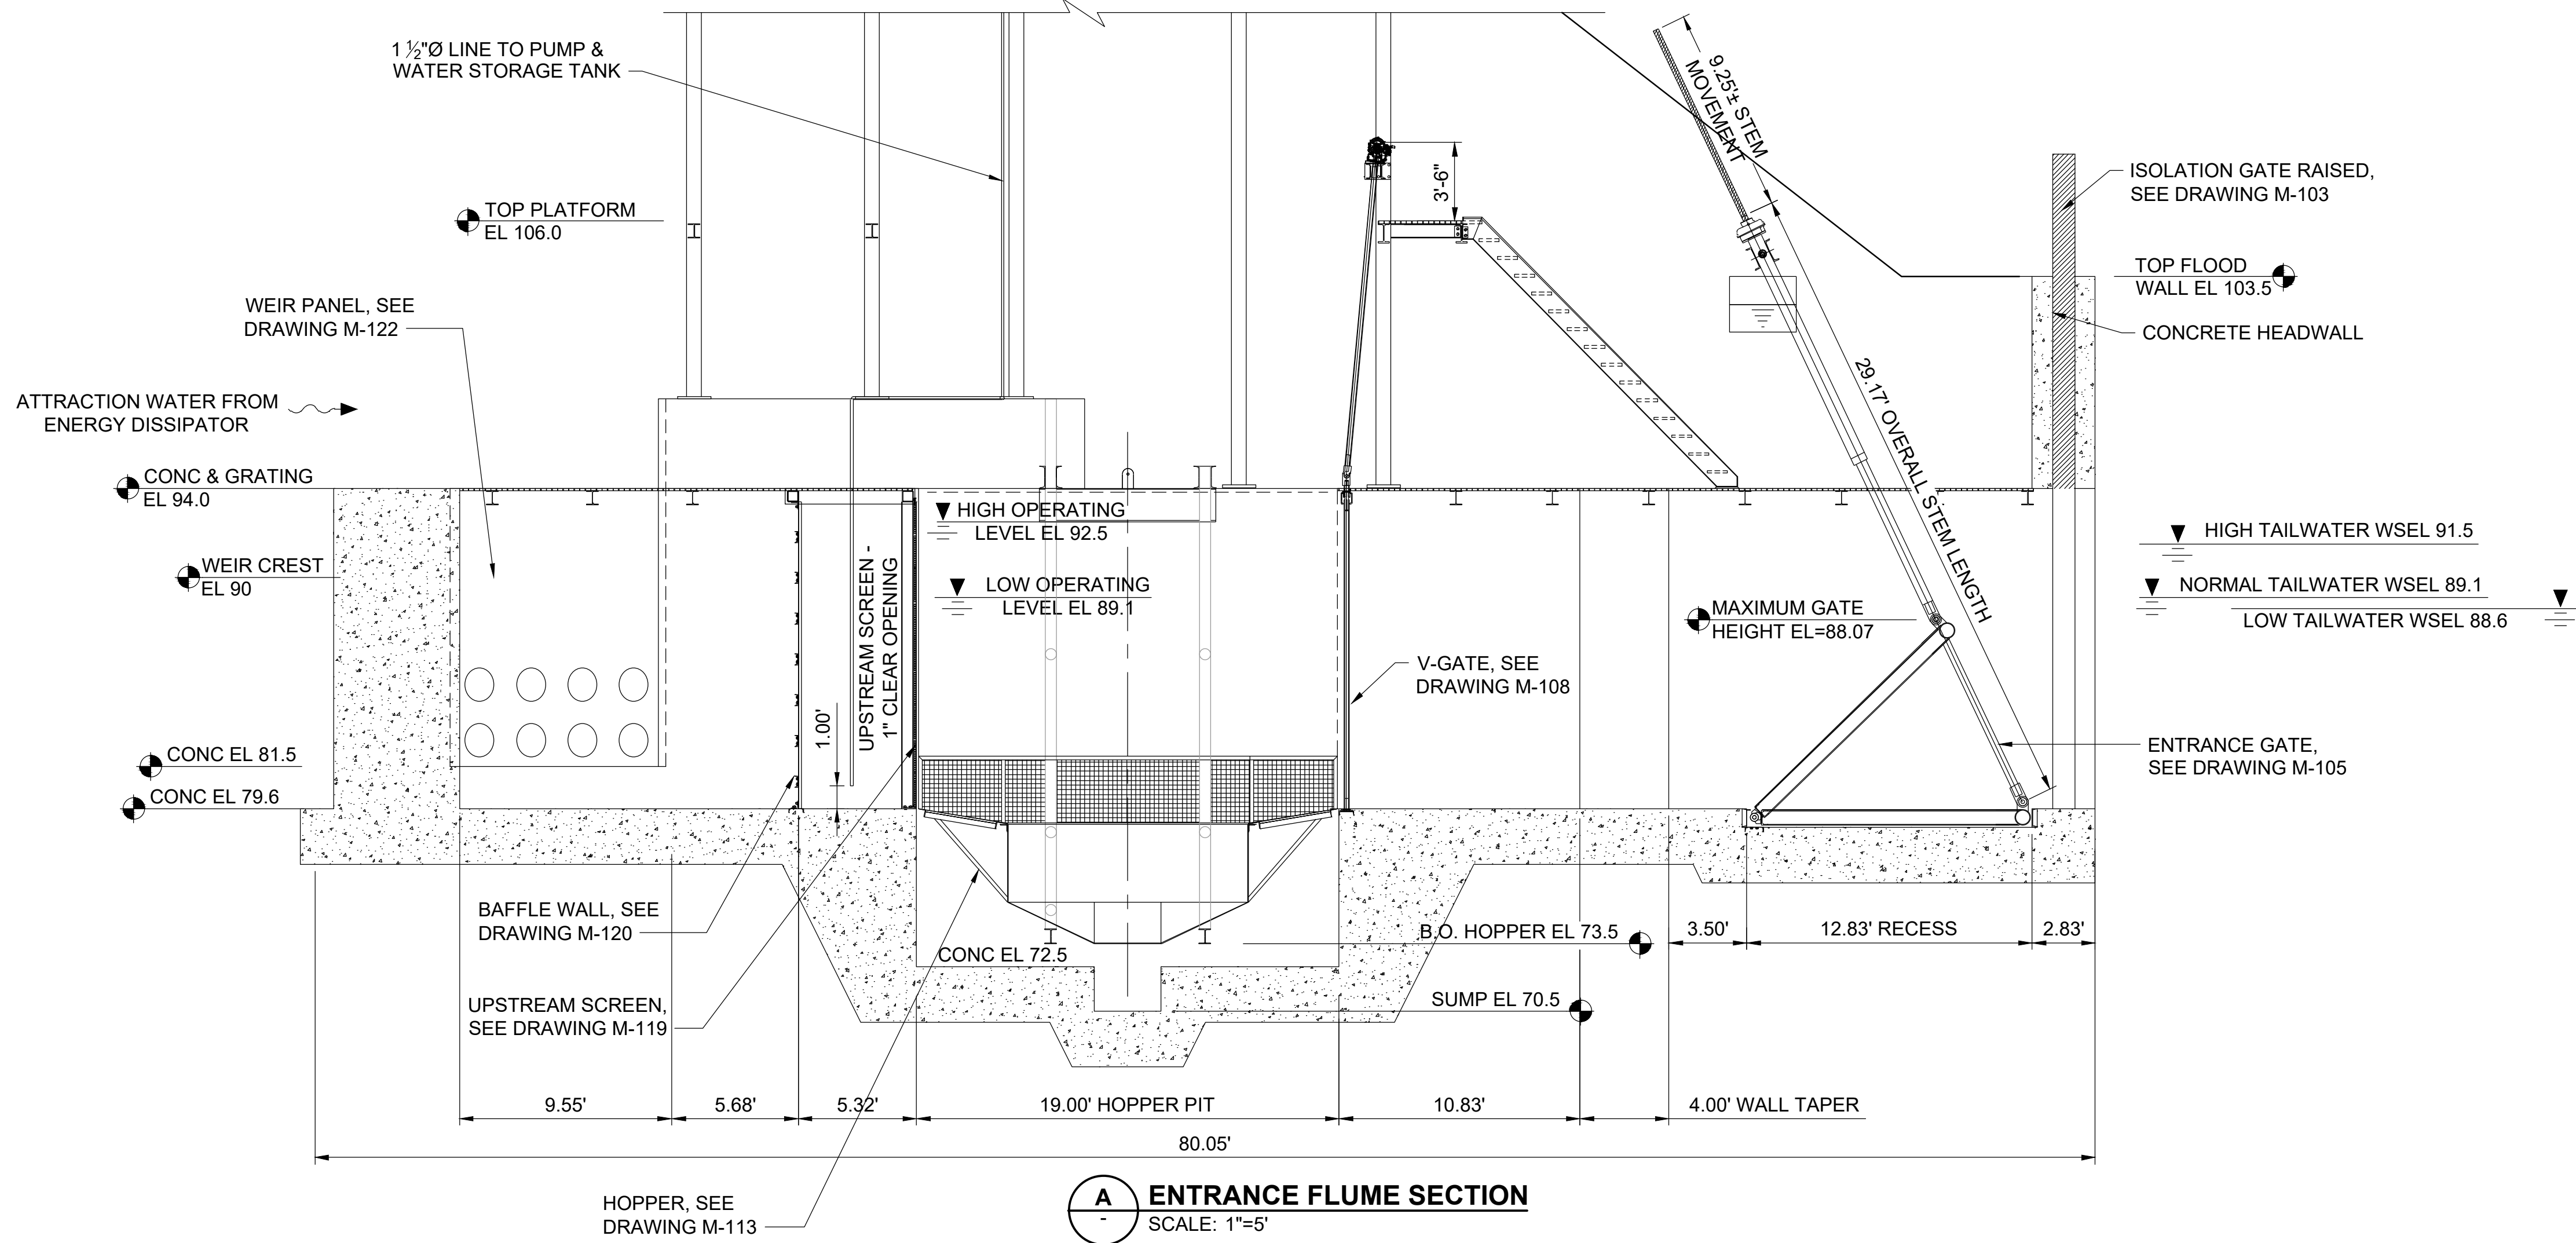 1 ½"Ø LINE TO PUMP &
WATER STORAGE TANK
9.25'± STEM
MOVEMENT
3'-6"
ISOLATION GATE RAISED,
SEE DRAWING M-103
TOP PLATFORM
EL 106.0
TOP FLOOD
WALL EL 103.5
WEIR PANEL, SEE
DRAWING M-122
CONCRETE HEADWALL
29.17' OVERALL STEM LENGTH
ATTRACTION WATER FROM
ENERGY DISSIPATOR
CONC & GRATING
EL 94.0
HIGH OPERATING
LEVEL EL 92.5
HIGH TAILWATER WSEL 91.5
WEIR CREST
EL 90
UPSTREAM SCREEN -
1" CLEAR OPENING
LOW OPERATING
LEVEL EL 89.1
NORMAL TAILWATER WSEL 89.1
MAXIMUM GATE
HEIGHT EL=88.07
LOW TAILWATER WSEL 88.6
V-GATE, SEE
DRAWING M-108
1.00'
CONC EL 81.5
ENTRANCE GATE,
SEE DRAWING M-105
CONC EL 79.6
BAFFLE WALL, SEE
DRAWING M-120
B.O. HOPPER EL 73.5
3.50'
12.83' RECESS
2.83'
CONC EL 72.5
UPSTREAM SCREEN,
SEE DRAWING M-119
SUMP EL 70.5
9.55'
5.68'
5.32'
19.00' HOPPER PIT
10.83'
4.00' WALL TAPER
80.05'
HOPPER, SEE
DRAWING M-113
A
-
ENTRANCE FLUME SECTION
SCALE: 1"=5'